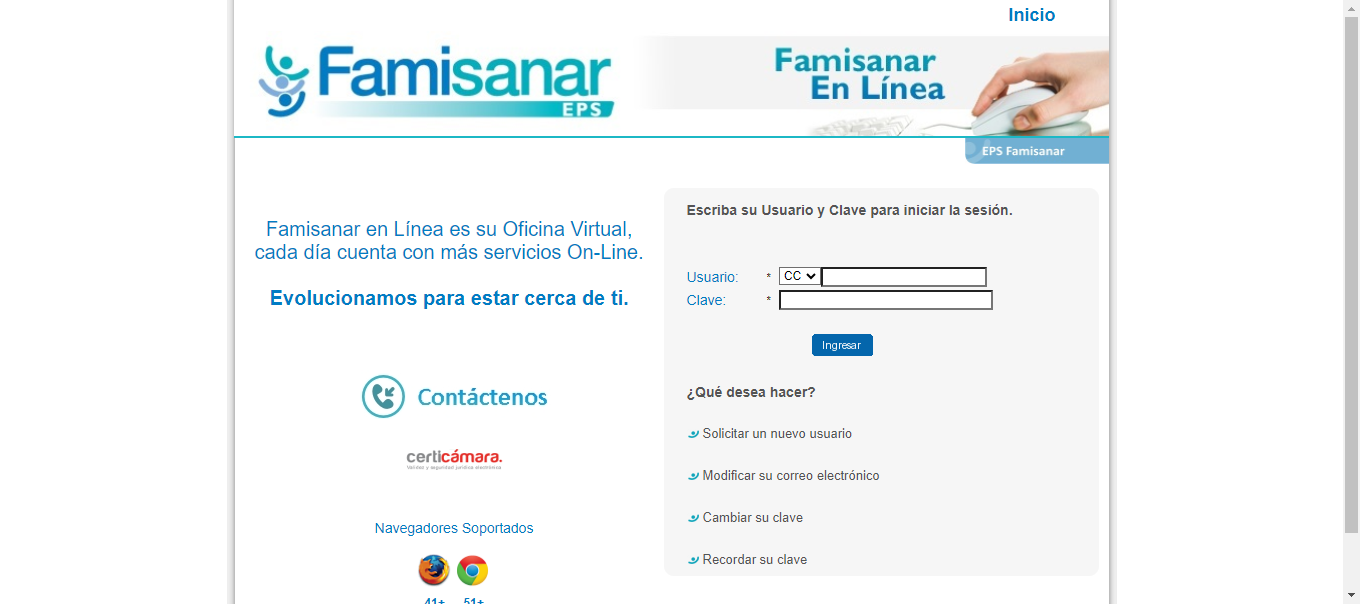 Inicio
Famisanar
EPS
Famisanar
En Línea
EPS Famisanar
Famisanar en Línea es su Oficina Virtual,
cada día cuenta con más servicios On-Line.
Evolucionamos para estar cerca de ti.
Contáctenos
certicámara.
Validez y seguridad jurídica electrónica
Navegadores Soportados
41+ 51+
Escriba su Usuario y Clave para iniciar la sesión.
Usuario: * CC
Clave: *
Ingresar
¿Qué desea hacer?
Solicitar un nuevo usuario
Modificar su correo electrónico
Cambiar su clave
Recordar su clave